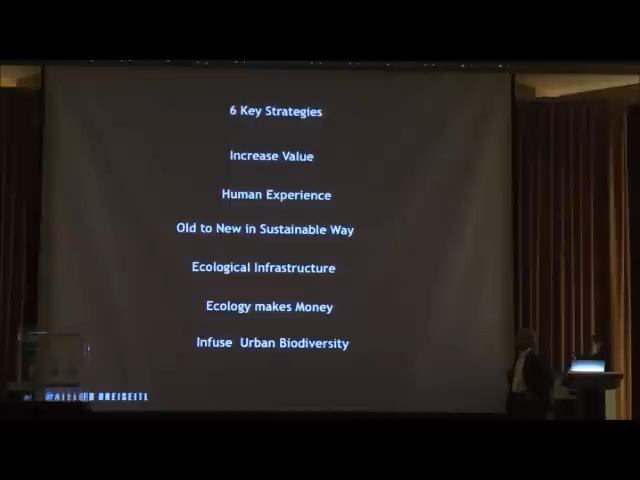 6 Key Strategies
Increase Value
Human Experience
Old to New in Sustainable Way
Ecological Infrastructure
Ecology makes Money
Infuse Urban Biodiversity
DREISEITL